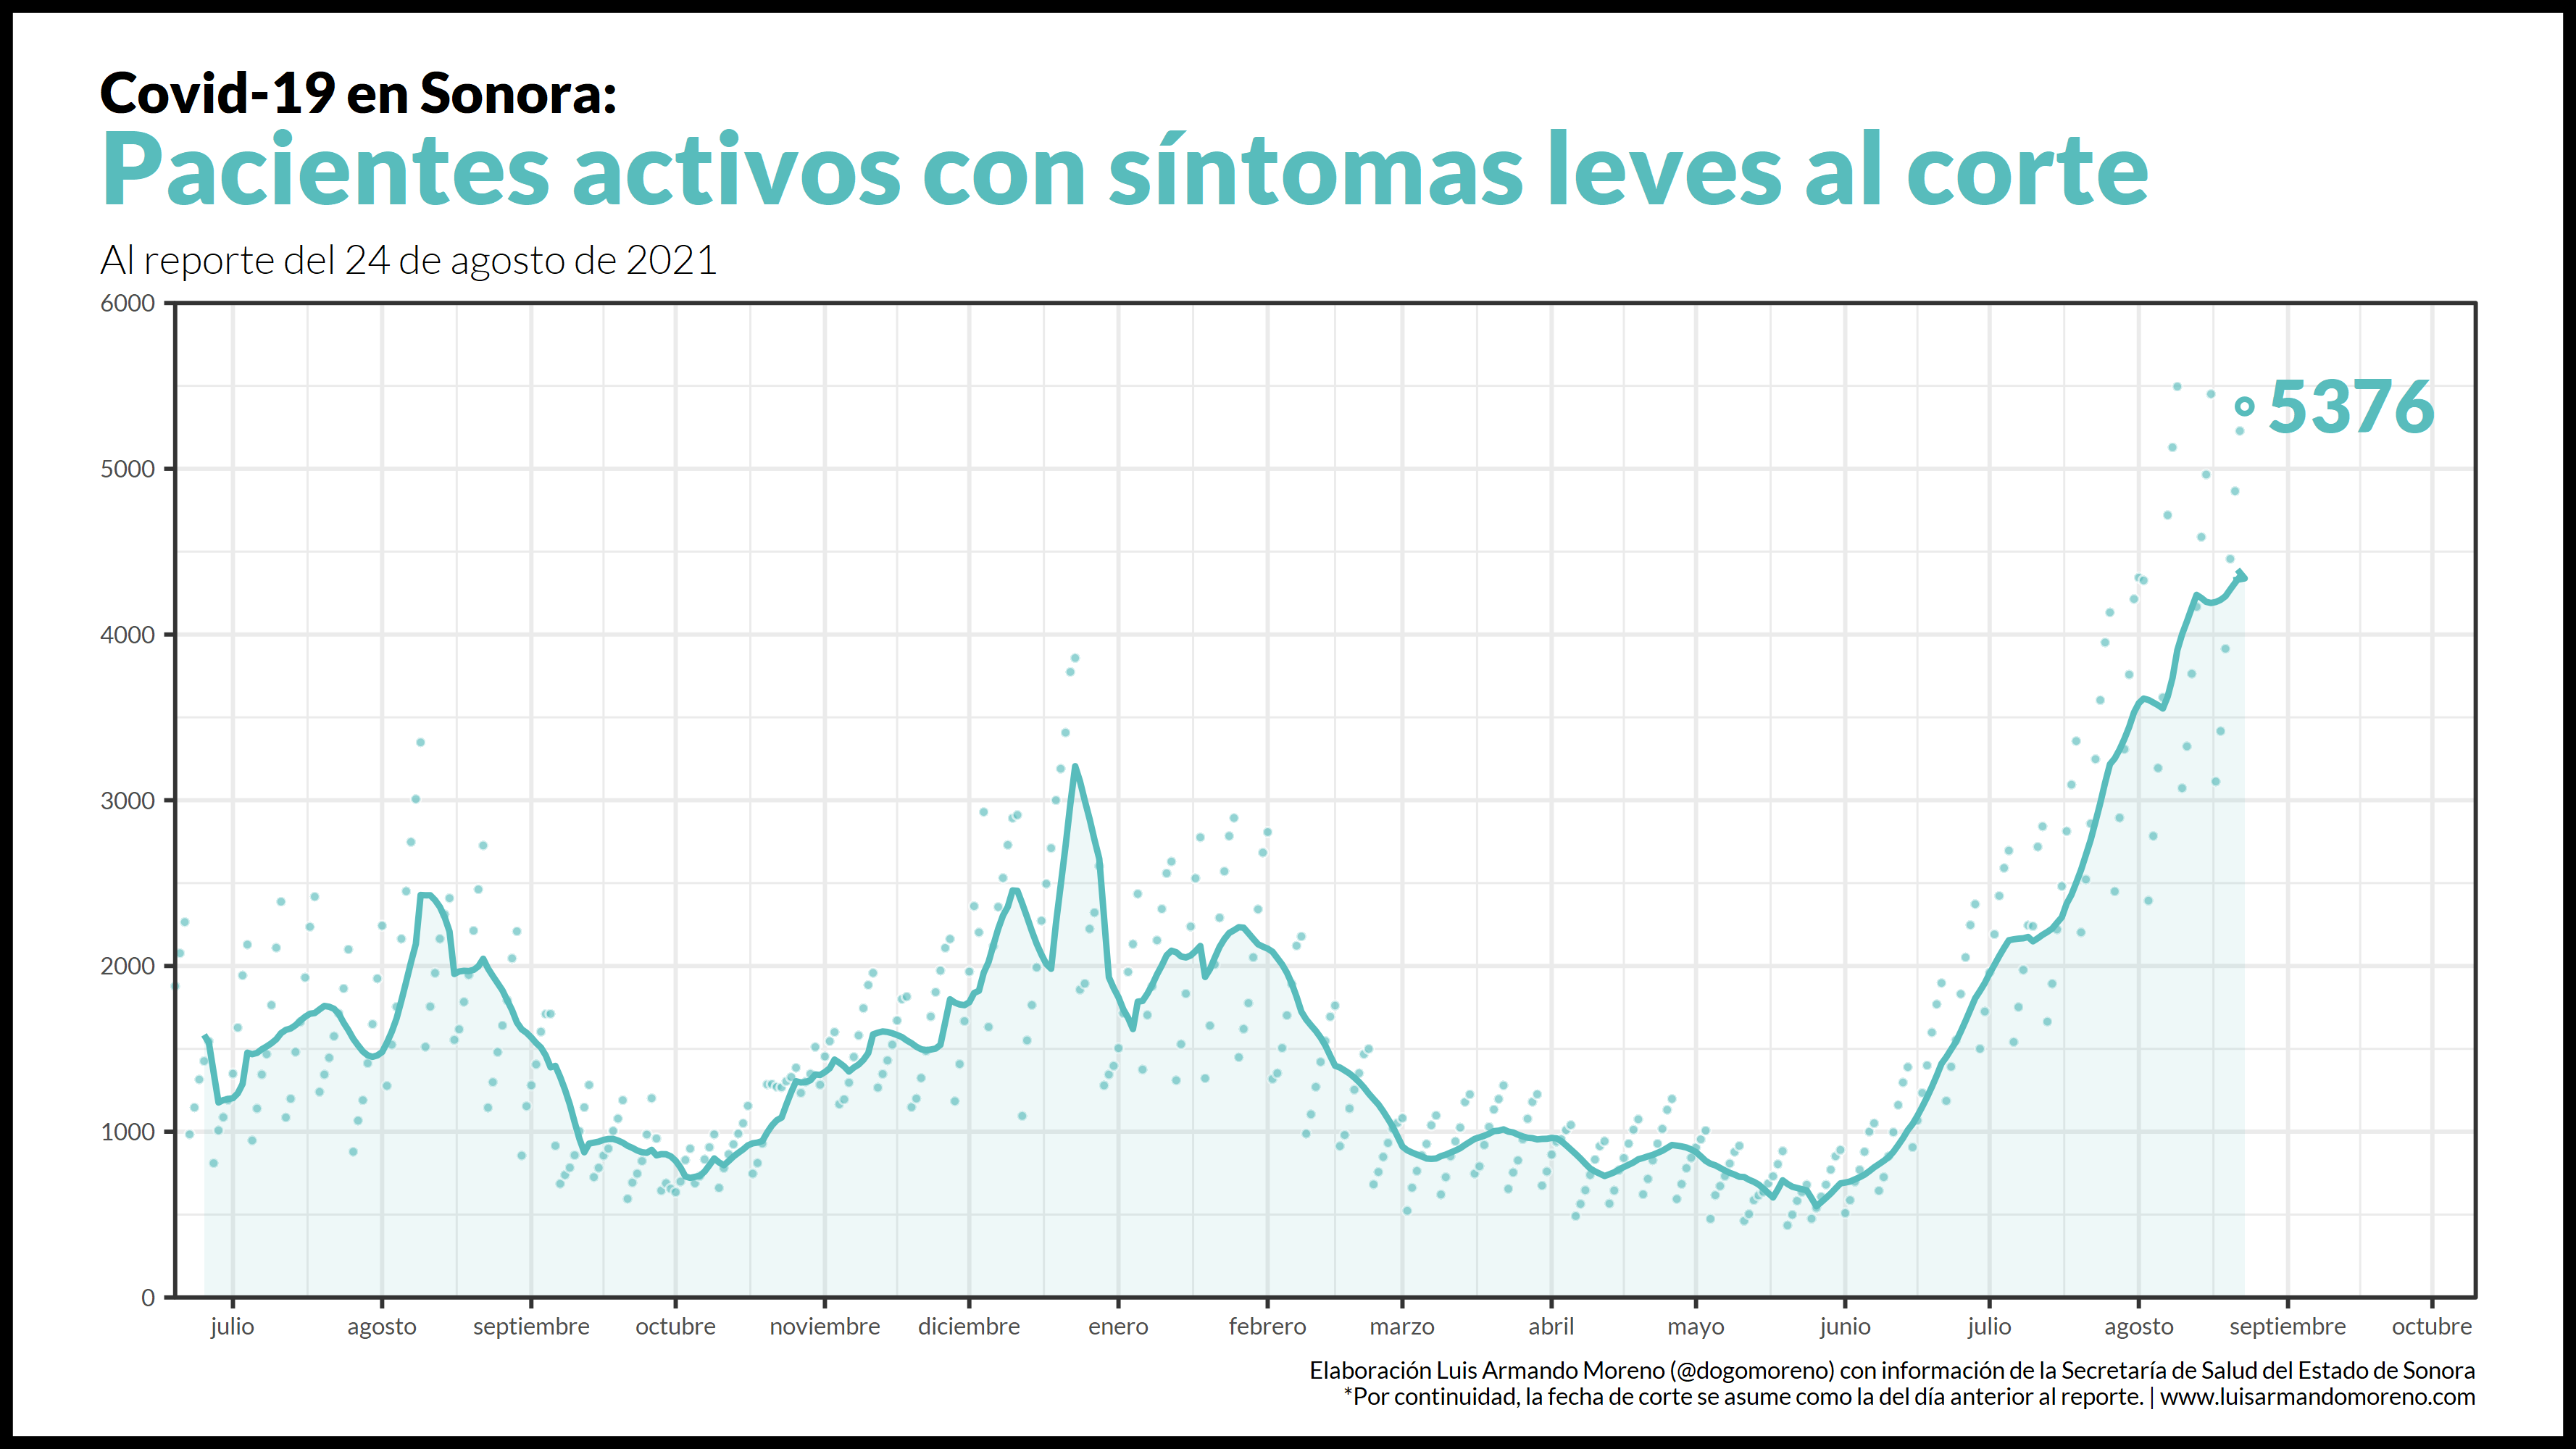 Covid-19 en Sonora:
Pacientes activos con síntomas leves al corte
Al reporte del 24 de agosto de 2021
6000
5000
4000
3000
2000
1000
0
5376
julio agosto septiembre octubre noviembre diciembre enero febrero marzo abril mayo junio julio agosto septiembre octubre
Elaboración Luis Armando Moreno (@dogomoreno) con información de la Secretaría de Salud del Estado de Sonora
*Por continuidad, la fecha de corte se asume como la del día anterior al reporte. | www.luisarmandomoreno.com